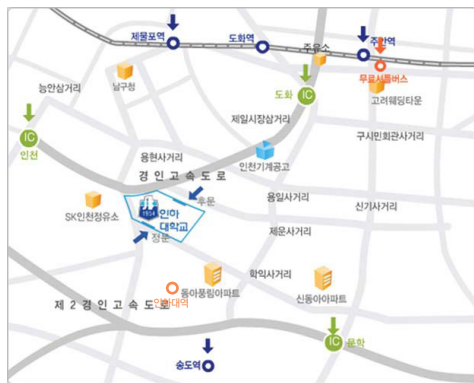 제물포역
도화역
주유소
주안역
무료셔틀버스
능안삼거리
남구청
고려웨딩타운
IC
도화
제일시장삼거리
구시민회관사거리
IC
인천
용현사거리
인천기계공고
경인고속도로
SK인천정유소
후문
용일사거리
신기사거리
1954
인하
대학교
정문
제운사거리
학익사거리
인하대역
동아풍림아파트
신동아아파트
제2경인고속도로
IC
문학
송도역